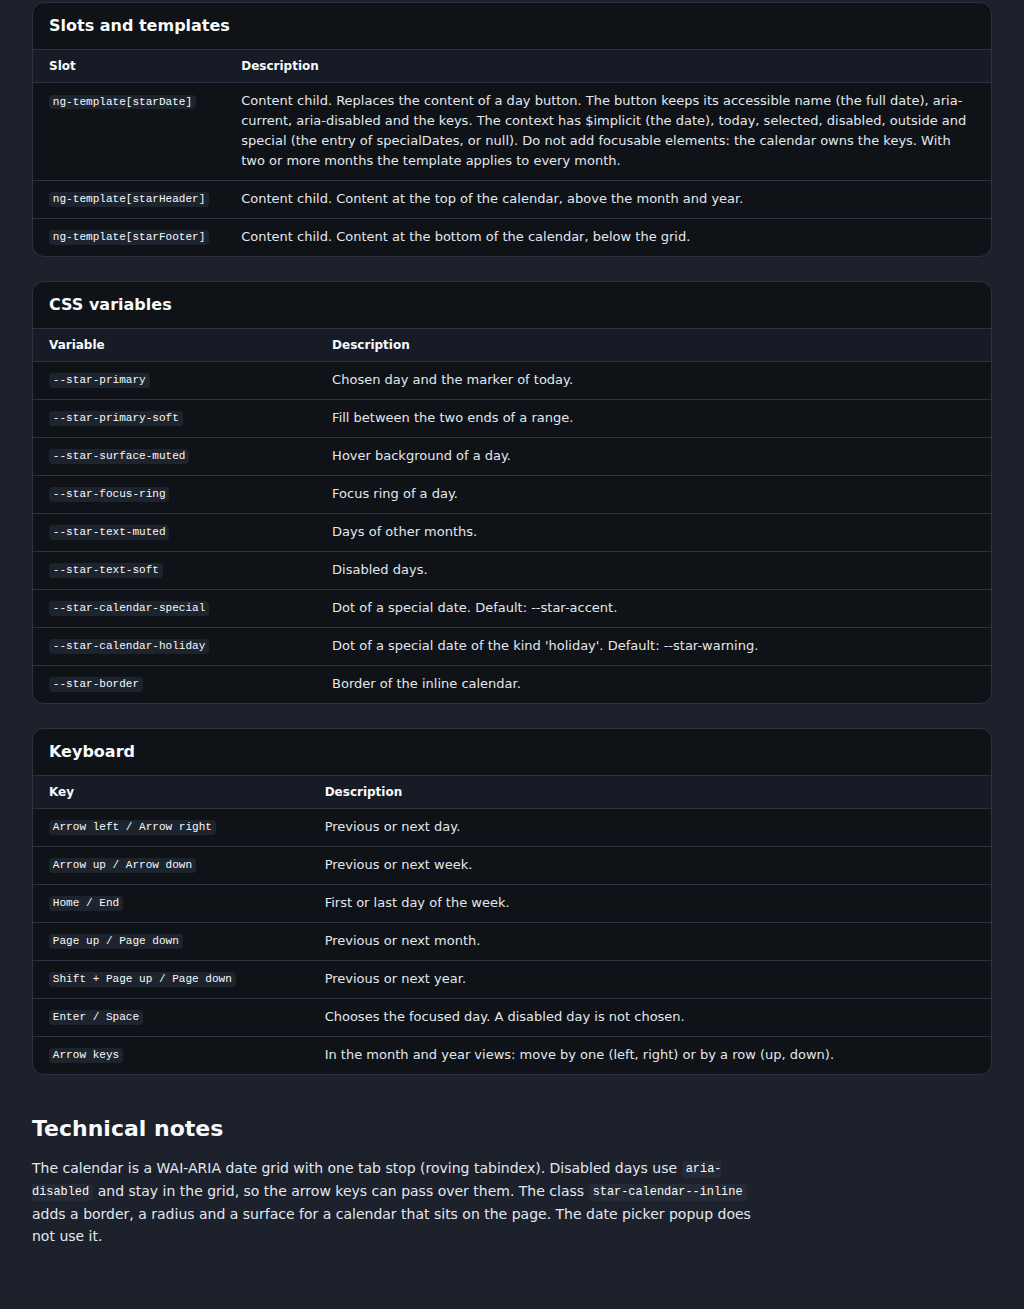 Slots and templates
Slot Description
ng-template[starDate] Content child. Replaces the content of a day button. The button keeps its accessible name (the full date), aria-
current, aria-disabled and the keys. The context has $implicit (the date), today, selected, disabled, outside and
special (the entry of specialDates, or null). Do not add focusable elements: the calendar owns the keys. With
two or more months the template applies to every month.
ng-template[starHeader] Content child. Content at the top of the calendar, above the month and year.
ng-template[starFooter] Content child. Content at the bottom of the calendar, below the grid.
CSS variables
Variable Description
--star-primary Chosen day and the marker of today.
--star-primary-soft Fill between the two ends of a range.
--star-surface-muted Hover background of a day.
--star-focus-ring Focus ring of a day.
--star-text-muted Days of other months.
--star-text-soft Disabled days.
--star-calendar-special Dot of a special date. Default: --star-accent.
--star-calendar-holiday Dot of a special date of the kind 'holiday'. Default: --star-warning.
--star-border Border of the inline calendar.
Keyboard
Key Description
Arrow left / Arrow right Previous or next day.
Arrow up / Arrow down Previous or next week.
Home / End First or last day of the week.
Page up / Page down Previous or next month.
Shift + Page up / Page down Previous or next year.
Enter / Space Chooses the focused day. A disabled day is not chosen.
Arrow keys In the month and year views: move by one (left, right) or by a row (up, down).
Technical notes
The calendar is a WAI-ARIA date grid with one tab stop (roving tabindex). Disabled days use aria-
disabled and stay in the grid, so the arrow keys can pass over them. The class star-calendar--inline
adds a border, a radius and a surface for a calendar that sits on the page. The date picker popup does
not use it.